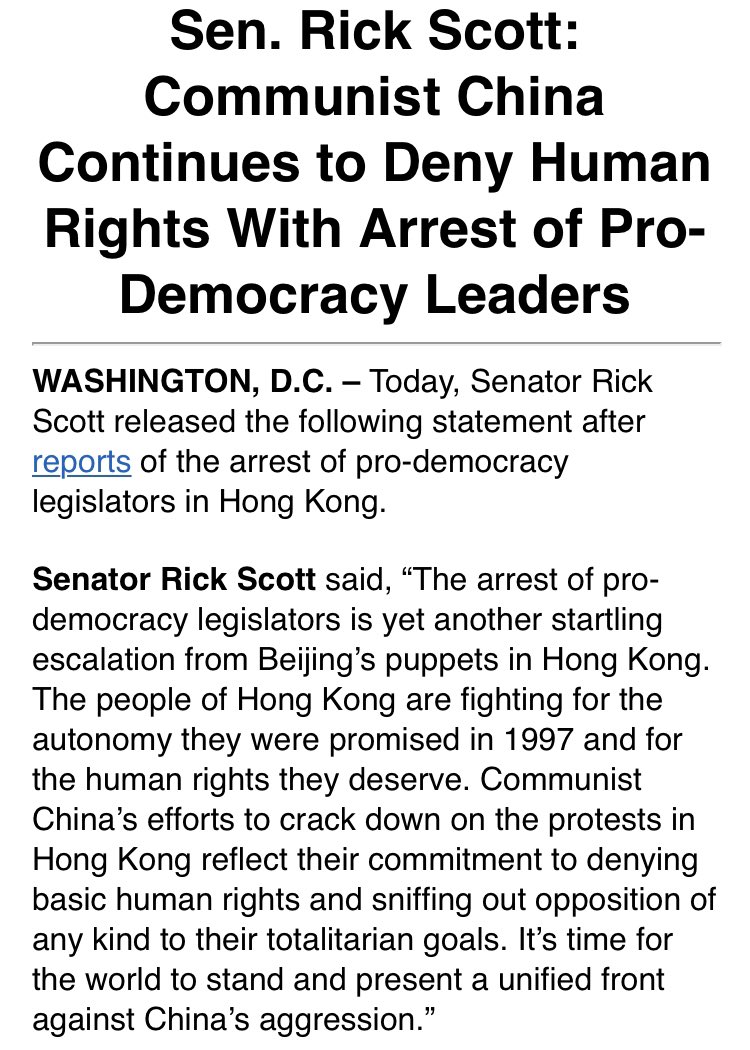 Sen. Rick Scott:
Communist China
Continues to Deny Human
Rights With Arrest of Pro-
Democracy Leaders
WASHINGTON, D.C. – Today, Senator Rick
Scott released the following statement after
reports of the arrest of pro-democracy
legislators in Hong Kong.
Senator Rick Scott said, “The arrest of pro-
democracy legislators is yet another startling
escalation from Beijing’s puppets in Hong Kong.
The people of Hong Kong are fighting for the
autonomy they were promised in 1997 and for
the human rights they deserve. Communist
China’s efforts to crack down on the protests in
Hong Kong reflect their commitment to denying
basic human rights and sniffing out opposition of
any kind to their totalitarian goals. It’s time for
the world to stand and present a unified front
against China’s aggression.”